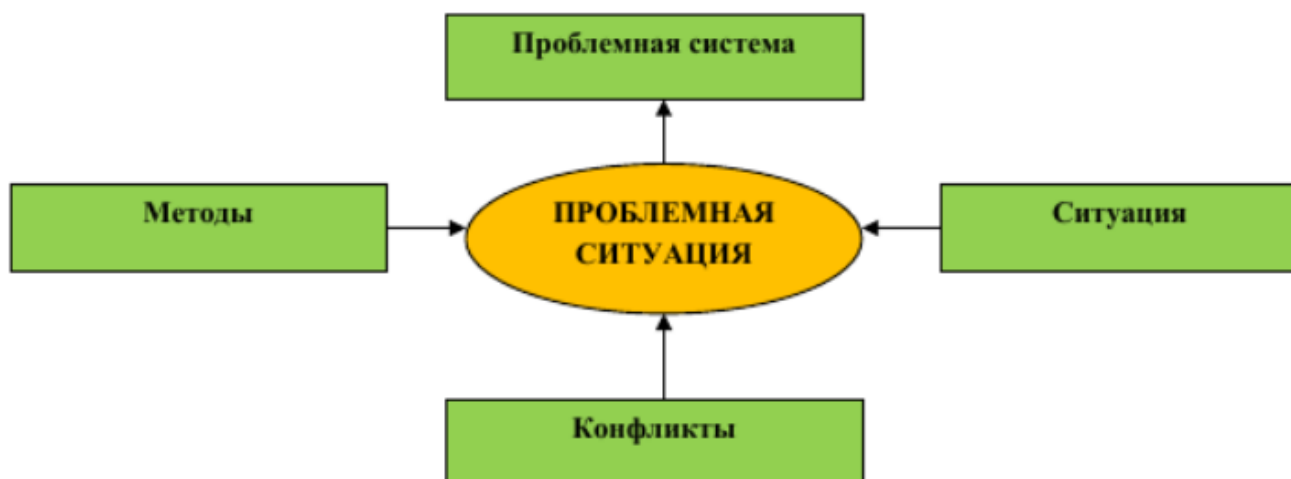 Проблемная система
Методы
ПРОБЛЕМНАЯ
СИТУАЦИЯ
Ситуация
Конфликты